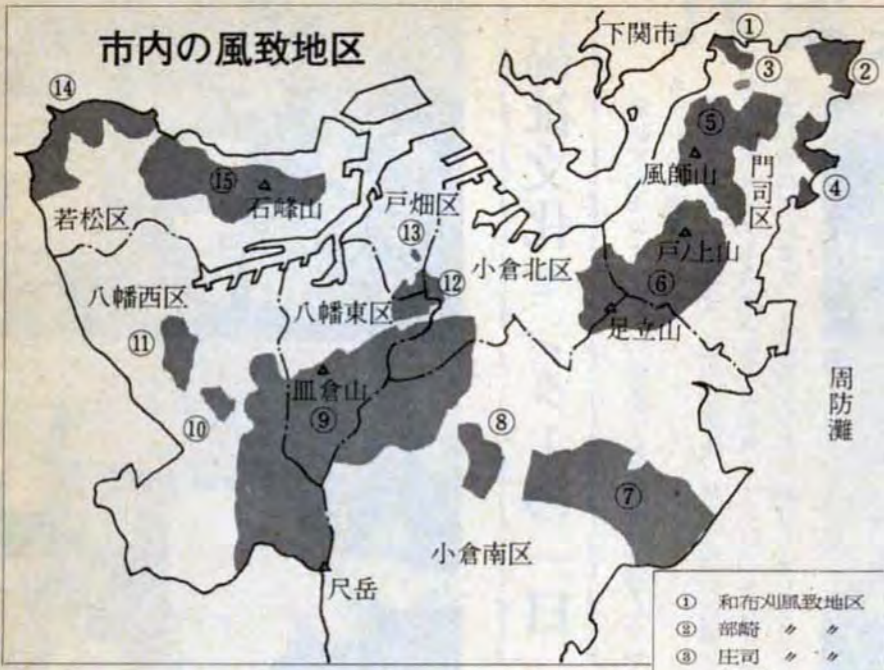 市内の風致地区
下関市
①
②
③
⑭
⑤
風師山
門司区
④
⑮
石峰山
戸畑区
若松区
⑬
戸ノ上山
小倉北区
⑥
⑫
八幡西区
八幡東区
足立山
⑪
皿倉山
周防灘
⑩
⑨
⑧
⑦
小倉南区
尺岳
① 和布刈風致地区
② 部崎 〃 〃
③ 庄司 〃 〃